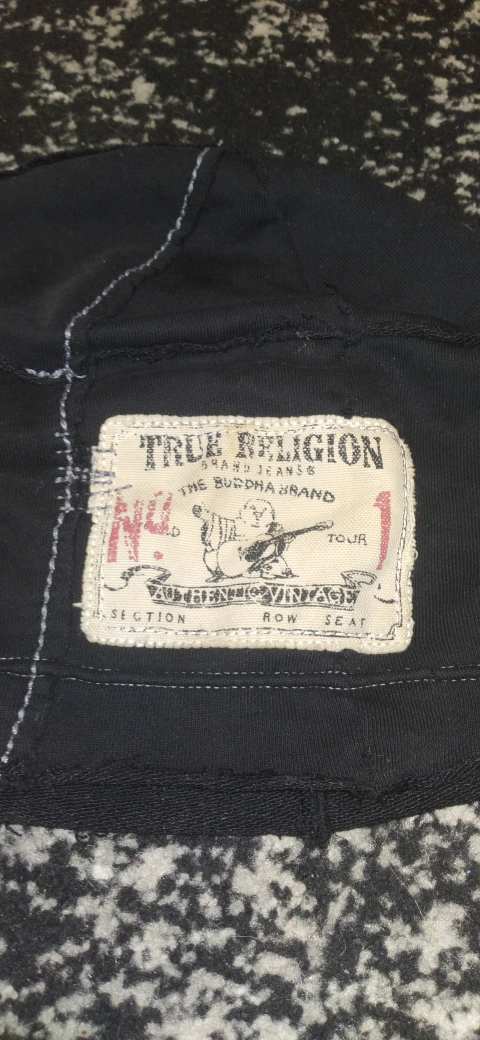 TRUE RELIGION
BRAND JEANS®
THE BUDDHA BRAND
Nº 1
D TOUR
AUTHENTIC VINTAGE
SECTION ROW SEAT